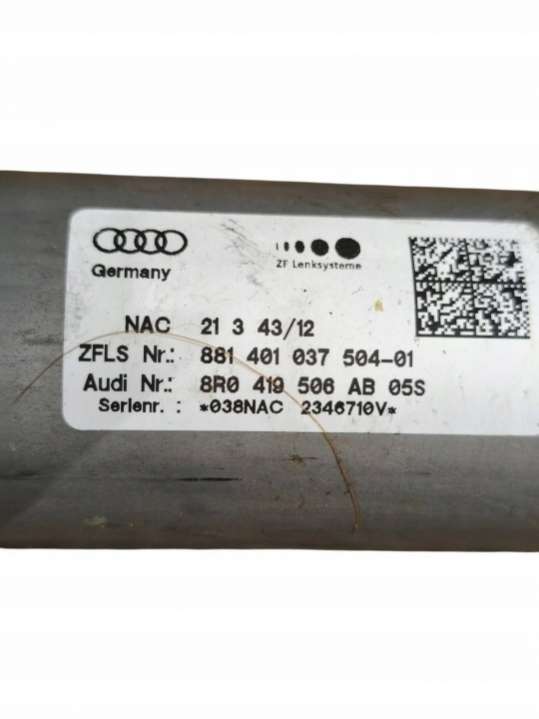 Germany
ZF Lenksysteme
NAC 21 3 43/12
ZFLS Nr.: 881 401 037 504-01
Audi Nr.: 8R0 419 506 AB 05S
Serienr. : *038NAC 2346710V*